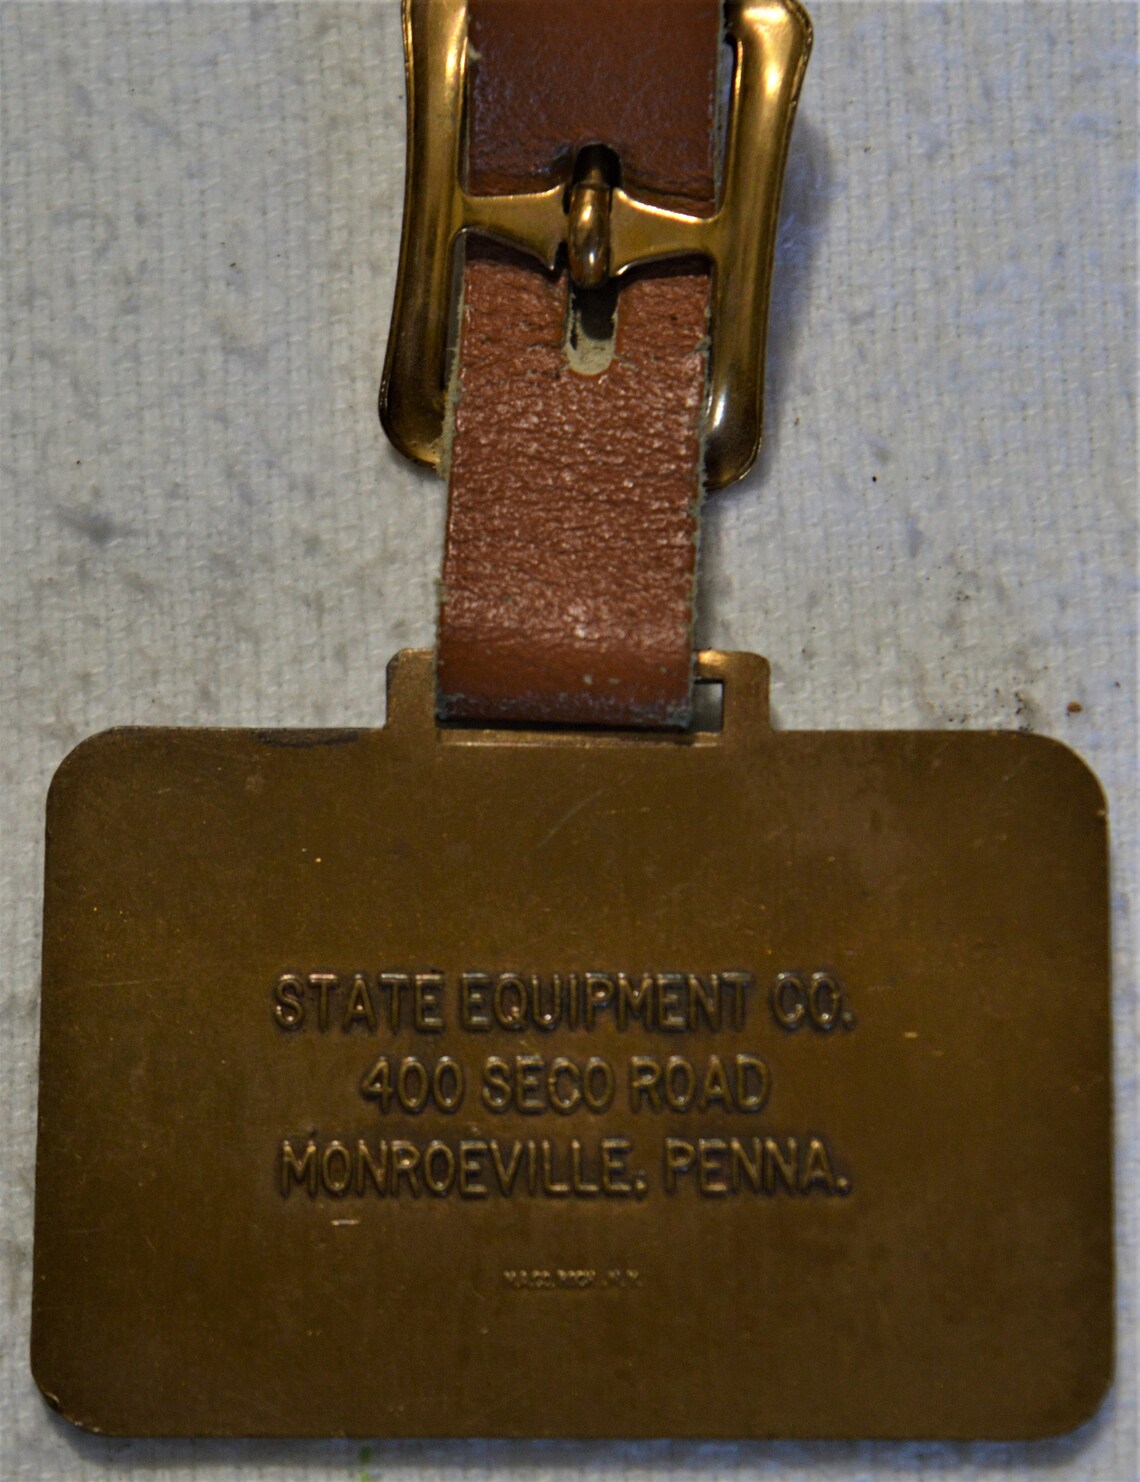 STATE EQUIPMENT CO.
400 SECO ROAD
MONROEVILLE, PENNA.